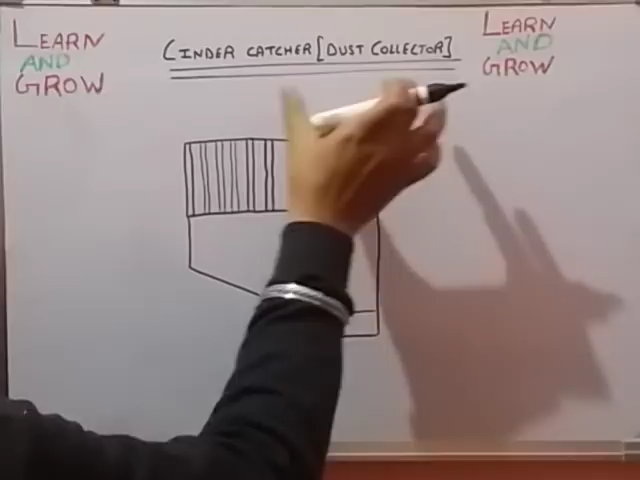 LEARN
AND
GROW
CINDER CATCHER [DUST COLLECTOR]
LEARN
AND
GROW